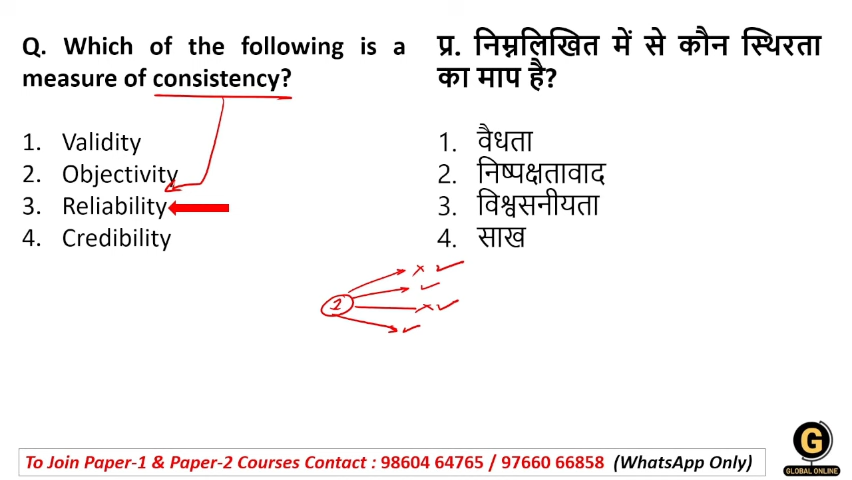 Q. Which of the following is a
measure of consistency?
1. Validity
2. Objectivity
3. Reliability
4. Credibility
प्र. निम्नलिखित में से कौन स्थिरता
का माप है?
1. वैधता
2. निष्पक्षतावाद
3. विश्वसनीयता
4. साख
1
To Join Paper-1 & Paper-2 Courses Contact : 98604 64765 / 97660 66858 (WhatsApp Only)
G
GLOBAL ONLINE